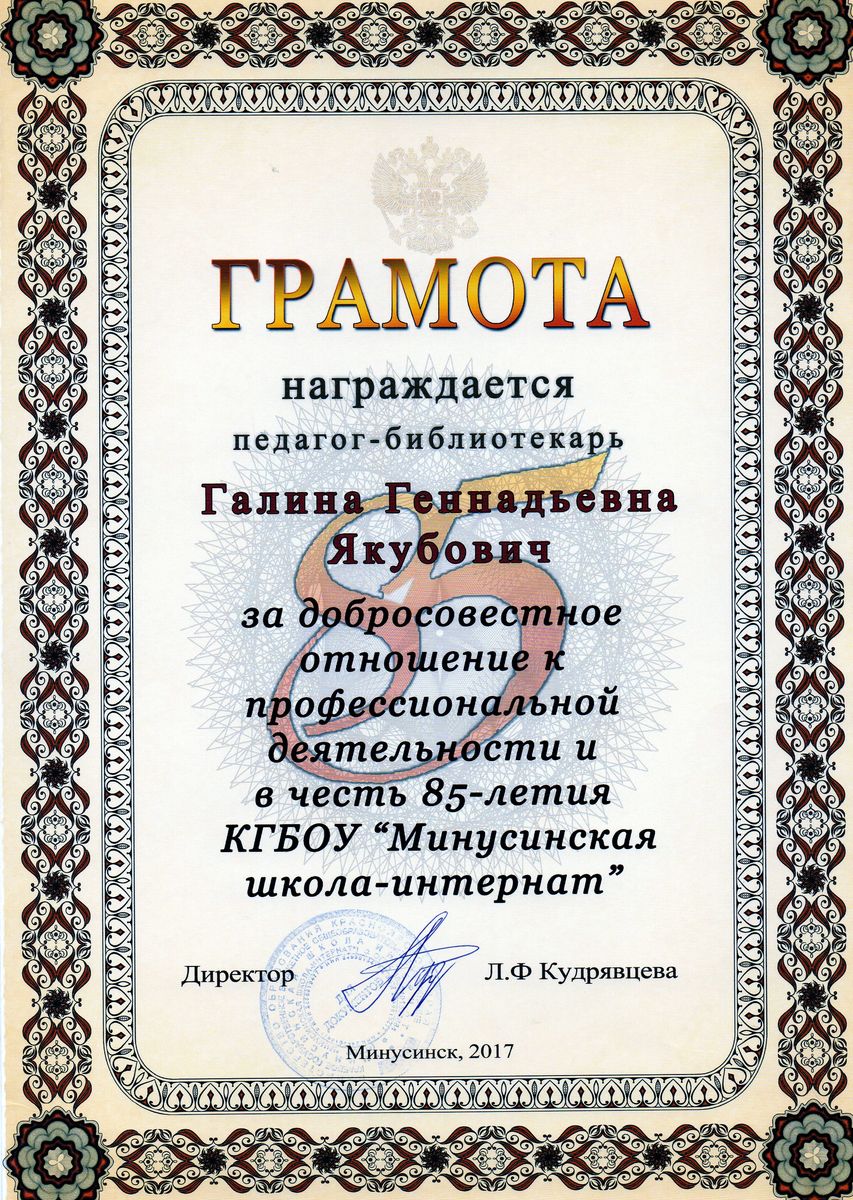 ГРАМОТА
награждается
педагог-библиотекарь
Галина Геннадьевна
Якубович
85
за добросовестное
отношение к
профессиональной
деятельности и
в честь 85-летия
КГБОУ “Минусинская
школа-интернат”
Директор
Л.Ф Кудрявцева
Минусинск, 2017